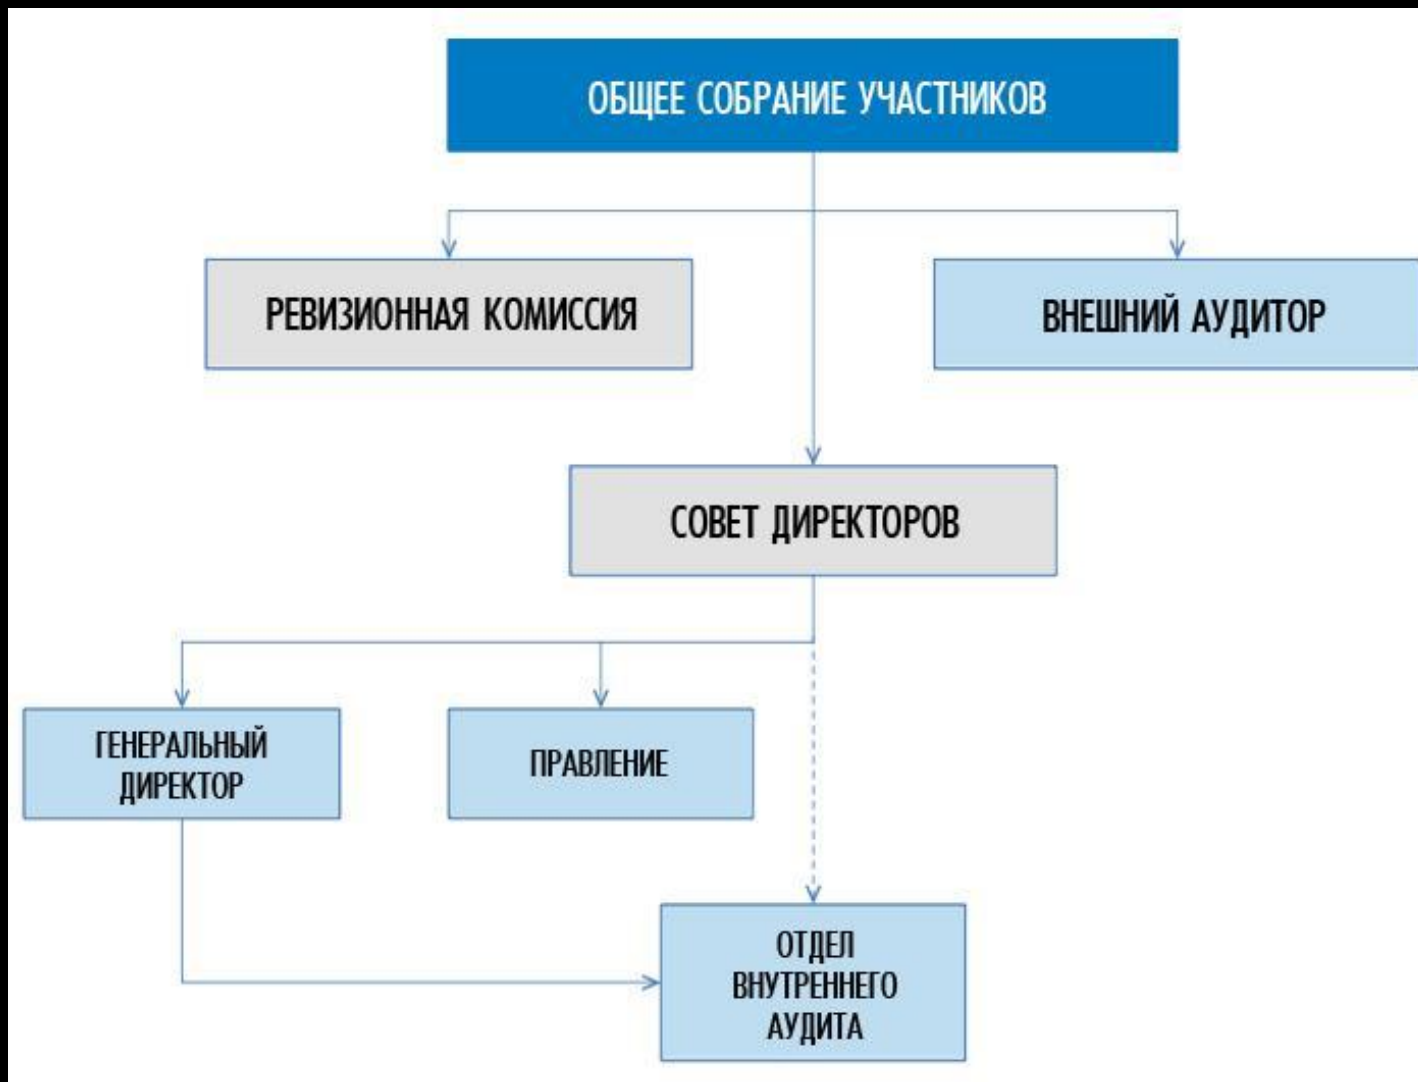 ОБЩЕЕ СОБРАНИЕ УЧАСТНИКОВ
РЕВИЗИОННАЯ КОМИССИЯ
ВНЕШНИЙ АУДИТОР
СОВЕТ ДИРЕКТОРОВ
ГЕНЕРАЛЬНЫЙ
ДИРЕКТОР
ПРАВЛЕНИЕ
ОТДЕЛ
ВНУТРЕННЕГО
АУДИТА